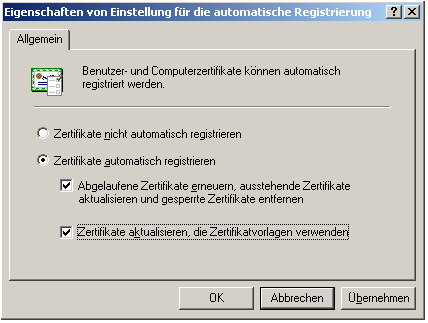 Eigenschaften von Einstellung für die automatische Registrierung
Allgemein
Benutzer- und Computerzertifikate können automatisch
registriert werden.
Zertifikate nicht automatisch registrieren
Zertifikate automatisch registrieren
Abgelaufene Zertifikate erneuern, ausstehende Zertifikate
aktualisieren und gesperrte Zertifikate entfernen
Zertifikate aktualisieren, die Zertifikatvorlagen verwenden
OK
Abbrechen
Übernehmen